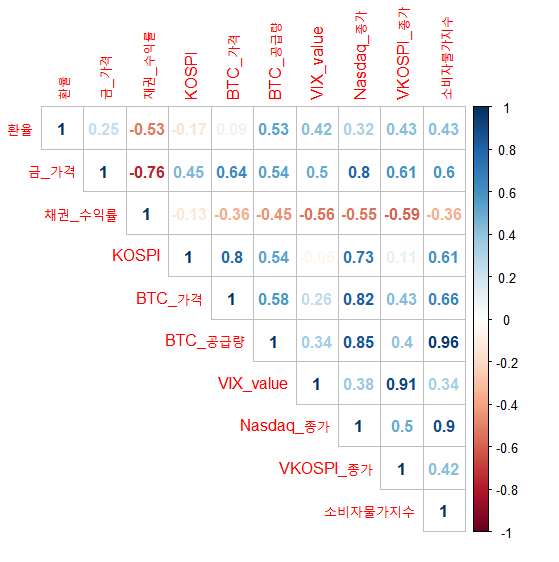 환율 금_가격 채권_수익률 KOSPI BTC_가격 BTC_공급량 VIX_value Nasdaq_종가 VKOSPI_종가 소비자물가지수
환율 1 0.25 -0.53 -0.17 0.09 0.53 0.42 0.32 0.43 0.43
금_가격 1 -0.76 0.45 0.64 0.54 0.5 0.8 0.61 0.6
채권_수익률 1 -0.13 -0.36 -0.45 -0.56 -0.55 -0.59 -0.36
KOSPI 1 0.8 0.54 -0.06 0.73 0.11 0.61
BTC_가격 1 0.58 0.26 0.82 0.43 0.66
BTC_공급량 1 0.34 0.85 0.4 0.96
VIX_value 1 0.38 0.91 0.34
Nasdaq_종가 1 0.5 0.9
VKOSPI_종가 1 0.42
소비자물가지수 1
1
0.8
0.6
0.4
0.2
0
-0.2
-0.4
-0.6
-0.8
-1